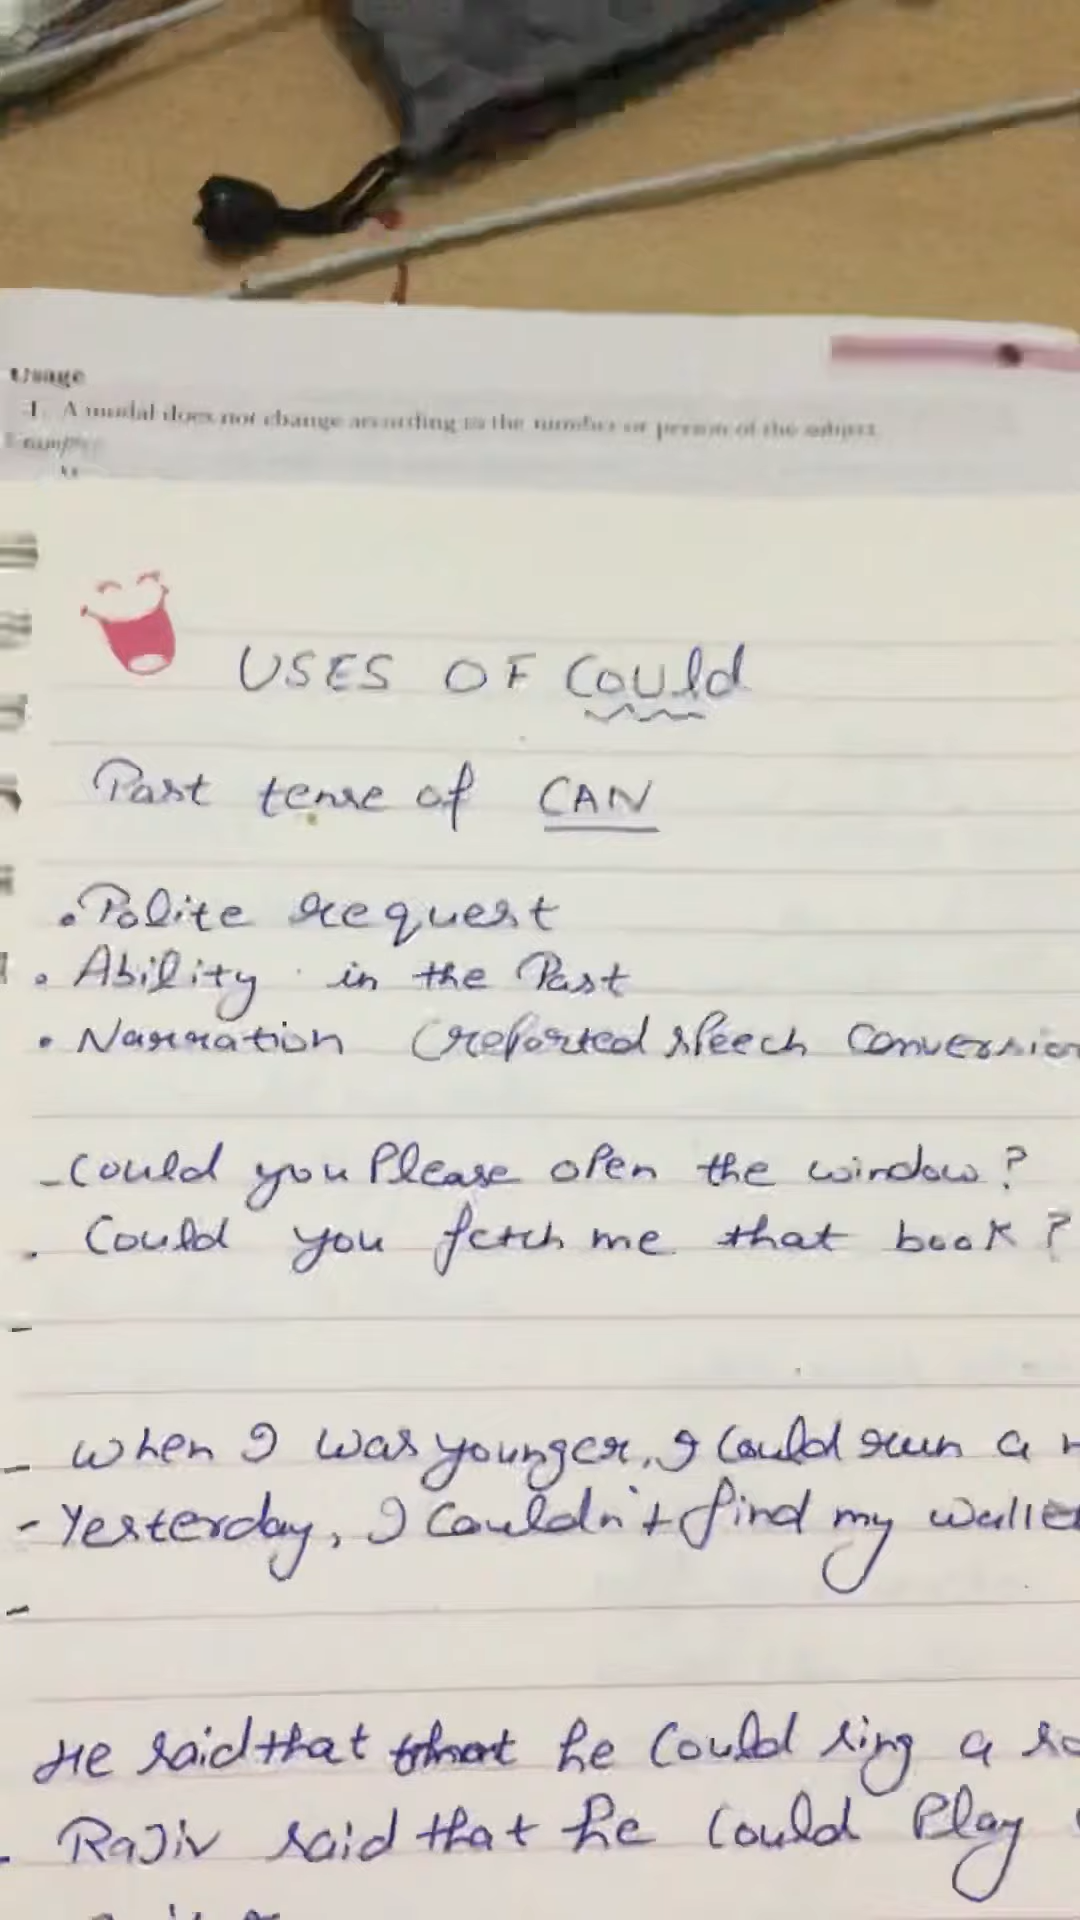 Usage
1. A modal does not change according to the number or person of the subject
USES OF Could
Past tense of CAN
• Polite request
• Ability in the Past
• Narration (reported speech Conversion
- Could you Please open the window?
. Could you fetch me that book?
-
- When I was younger, I Could run a
- Yesterday, I Couldn't find my walle
-
He said that he Could sing a
- RaJiv said that he Could Play